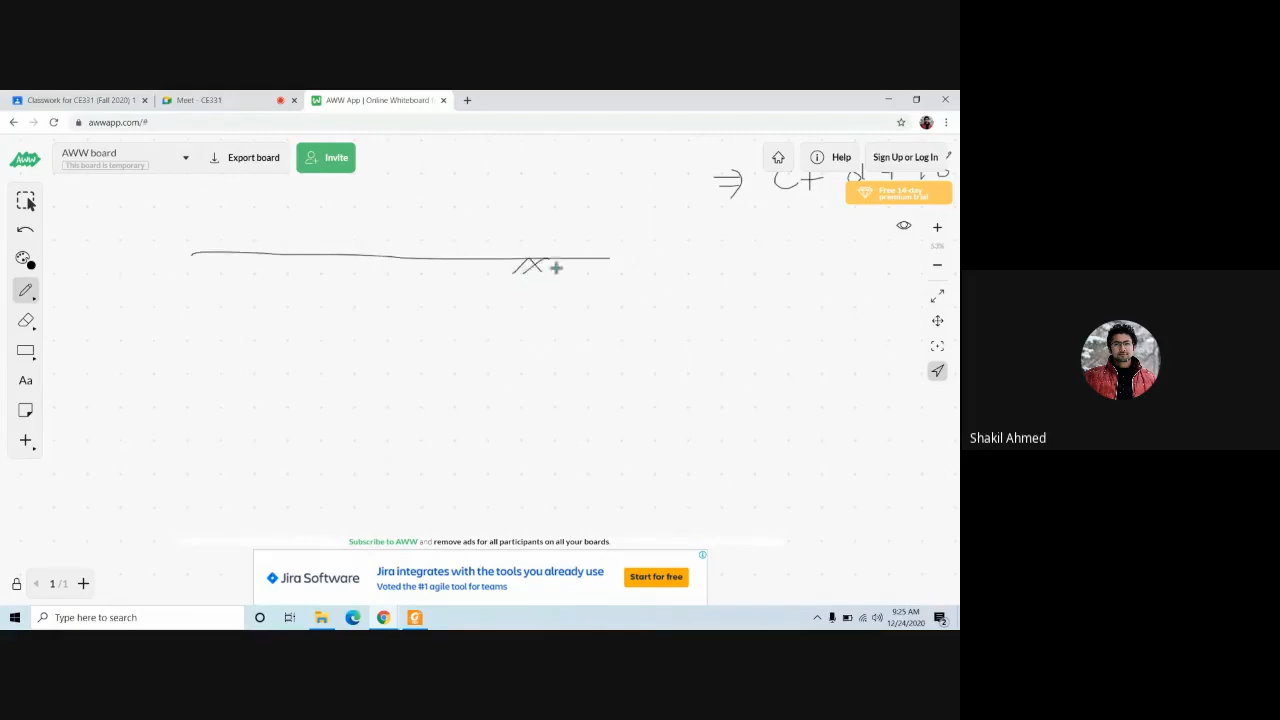 Classwork for CE331 (Fall 2020) 1
Meet - CE331
AWW App | Online Whiteboard
awwapp.com/#
AWW
AWW board
This board is temporary
Export board
Invite
Help
Sign Up or Log In
⇒ C+
Free 14-day
premium trial
53%
Aa
Shakil Ahmed
Subscribe to AWW and remove ads for all participants on all your boards.
Jira Software
Jira integrates with the tools you already use
Voted the #1 agile tool for teams
Start for free
1 / 1
Type here to search
9:25 AM
12/24/2020
2